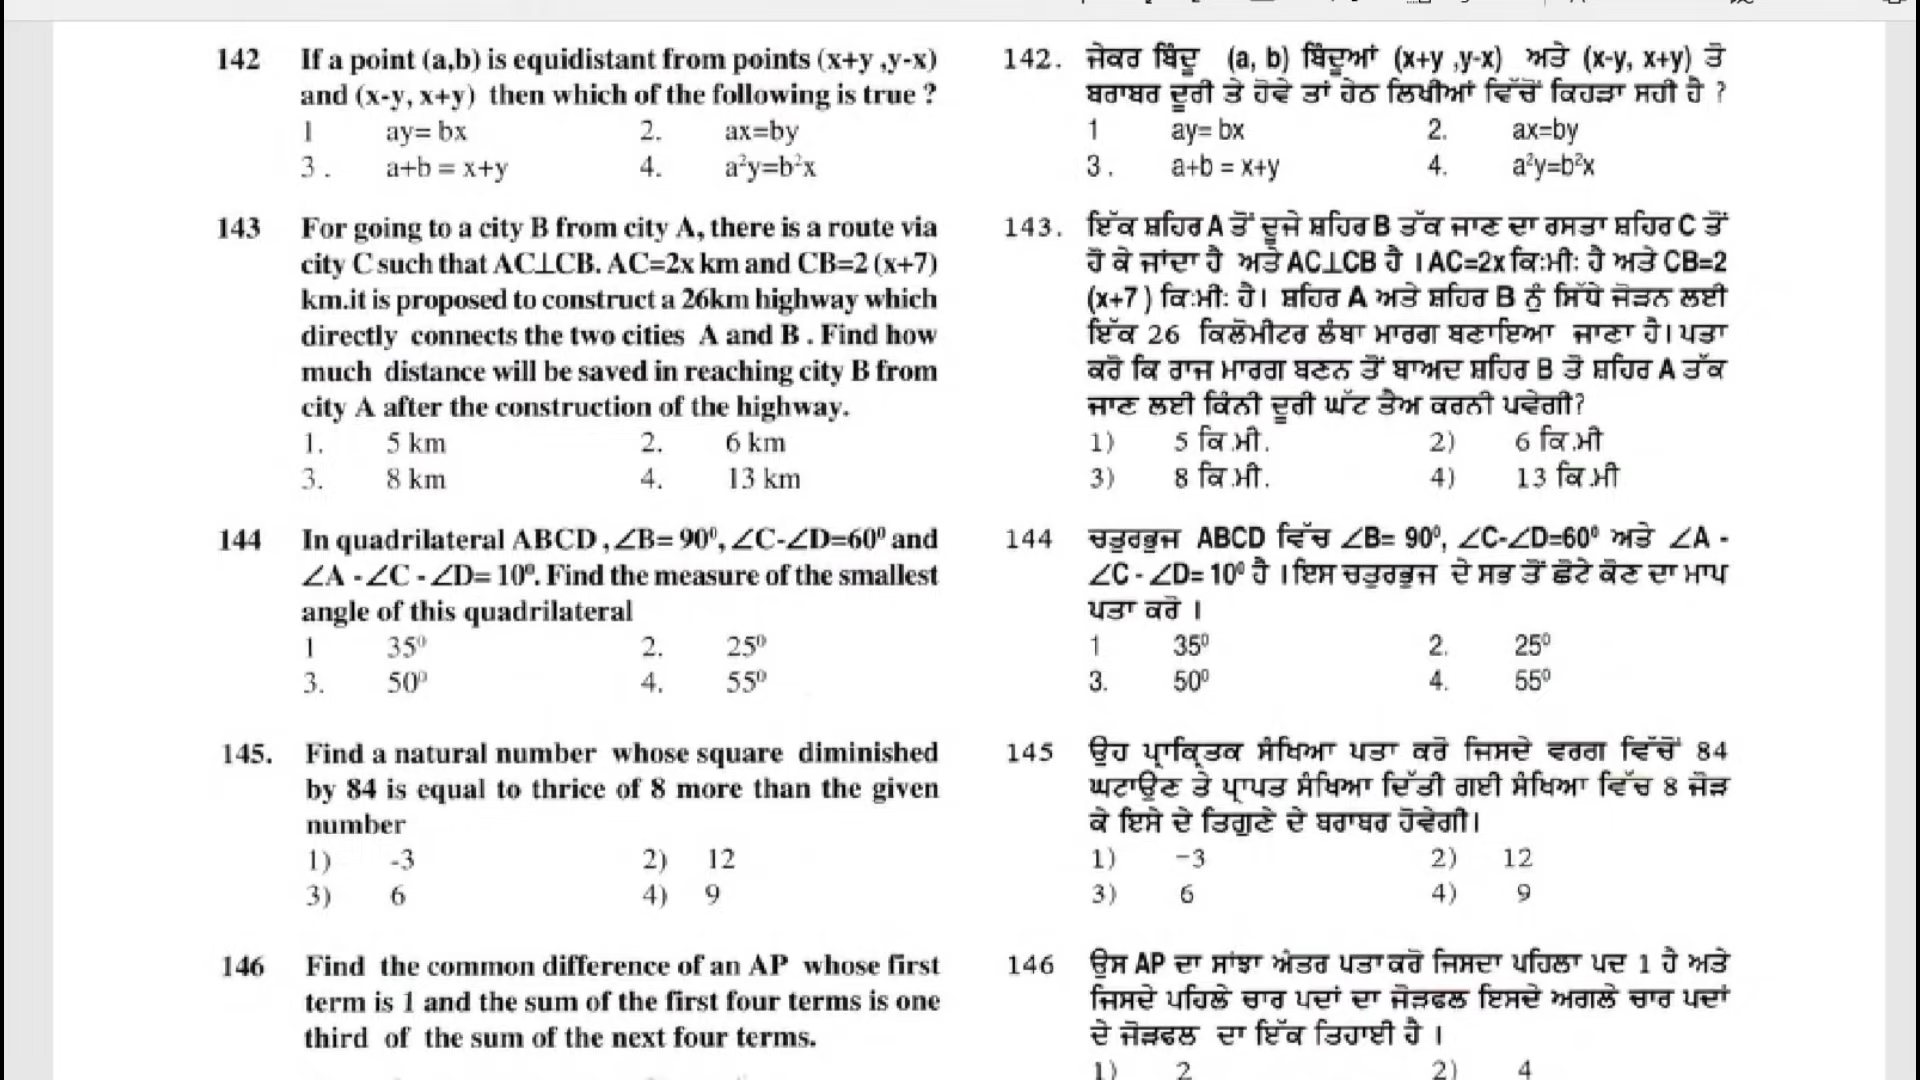 142 If a point (a,b) is equidistant from points (x+y ,y-x)
and (x-y, x+y) then which of the following is true ?
1 ay= bx 2. ax=by
3 . a+b = x+y 4. a²y=b²x
143 For going to a city B from city A, there is a route via
city C such that AC⊥CB. AC=2x km and CB=2 (x+7)
km.it is proposed to construct a 26km highway which
directly connects the two cities A and B . Find how
much distance will be saved in reaching city B from
city A after the construction of the highway.
1. 5 km 2. 6 km
3. 8 km 4. 13 km
144 In quadrilateral ABCD ,∠B= 90⁰, ∠C-∠D=60⁰ and
∠A -∠C - ∠D= 10⁰. Find the measure of the smallest
angle of this quadrilateral
1 35⁰ 2. 25⁰
3. 50⁰ 4. 55⁰
145. Find a natural number whose square diminished
by 84 is equal to thrice of 8 more than the given
number
1) -3 2) 12
3) 6 4) 9
146 Find the common difference of an AP whose first
term is 1 and the sum of the first four terms is one
third of the sum of the next four terms.
142. ਜੇਕਰ ਬਿੰਦੂ (a, b) ਬਿੰਦੂਆਂ (x+y ,y-x) ਅਤੇ (x-y, x+y) ਤੋ
ਬਰਾਬਰ ਦੂਰੀ ਤੇ ਹੋਵੇ ਤਾਂ ਹੇਠ ਲਿਖੀਆਂ ਵਿੱਚੋਂ ਕਿਹੜਾ ਸਹੀ ਹੈ ?
1 ay= bx 2. ax=by
3 . a+b = x+y 4. a²y=b²x
143. ਇੱਕ ਸ਼ਹਿਰ A ਤੋਂ ਦੂਜੇ ਸ਼ਹਿਰ B ਤੱਕ ਜਾਣ ਦਾ ਰਸਤਾ ਸ਼ਹਿਰ C ਤੋਂ
ਹੋ ਕੇ ਜਾਂਦਾ ਹੈ ਅਤੇ AC⊥CB ਹੈ । AC=2x ਕਿ:ਮੀ: ਹੈ ਅਤੇ CB=2
(x+7 ) ਕਿ:ਮੀ: ਹੈ। ਸ਼ਹਿਰ A ਅਤੇ ਸ਼ਹਿਰ B ਨੂੰ ਸਿੱਧੇ ਜੋੜਨ ਲਈ
ਇੱਕ 26 ਕਿਲੋਮੀਟਰ ਲੰਬਾ ਮਾਰਗ ਬਣਾਇਆ ਜਾਣਾ ਹੈ। ਪਤਾ
ਕਰੋ ਕਿ ਰਾਜ ਮਾਰਗ ਬਣਨ ਤੋਂ ਬਾਅਦ ਸ਼ਹਿਰ B ਤੋ ਸ਼ਹਿਰ A ਤੱਕ
ਜਾਣ ਲਈ ਕਿੰਨੀ ਦੂਰੀ ਘੱਟ ਤੈਅ ਕਰਨੀ ਪਵੇਗੀ?
1) 5 ਕਿ.ਮੀ. 2) 6 ਕਿ.ਮੀ
3) 8 ਕਿ.ਮੀ. 4) 13 ਕਿ.ਮੀ
144 ਚਤੁਰਭੁਜ ABCD ਵਿੱਚ ∠B= 90⁰, ∠C-∠D=60⁰ ਅਤੇ ∠A -
∠C - ∠D= 10⁰ ਹੈ । ਇਸ ਚਤੁਰਭੁਜ ਦੇ ਸਭ ਤੋਂ ਛੋਟੇ ਕੋਣ ਦਾ ਮਾਪ
ਪਤਾ ਕਰੋ ।
1 35⁰ 2. 25⁰
3. 50⁰ 4. 55⁰
145 ਉਹ ਪ੍ਰਾਕ੍ਰਿਤਕ ਸੰਖਿਆ ਪਤਾ ਕਰੋ ਜਿਸਦੇ ਵਰਗ ਵਿੱਚੋਂ 84
ਘਟਾਉਣ ਤੇ ਪ੍ਰਾਪਤ ਸੰਖਿਆ ਦਿੱਤੀ ਗਈ ਸੰਖਿਆ ਵਿੱਚ 8 ਜੋੜ
ਕੇ ਇਸੇ ਦੇ ਤਿਗੁਣੇ ਦੇ ਬਰਾਬਰ ਹੋਵੇਗੀ।
1) -3 2) 12
3) 6 4) 9
146 ਉਸ AP ਦਾ ਸਾਂਝਾ ਅੰਤਰ ਪਤਾ ਕਰੋ ਜਿਸਦਾ ਪਹਿਲਾ ਪਦ 1 ਹੈ ਅਤੇ
ਜਿਸਦੇ ਪਹਿਲੇ ਚਾਰ ਪਦਾਂ ਦਾ ਜੋੜਫਲ ਇਸਦੇ ਅਗਲੇ ਚਾਰ ਪਦਾਂ
ਦੇ ਜੋੜਫਲ ਦਾ ਇੱਕ ਤਿਹਾਈ ਹੈ ।
1) 2 2) 4